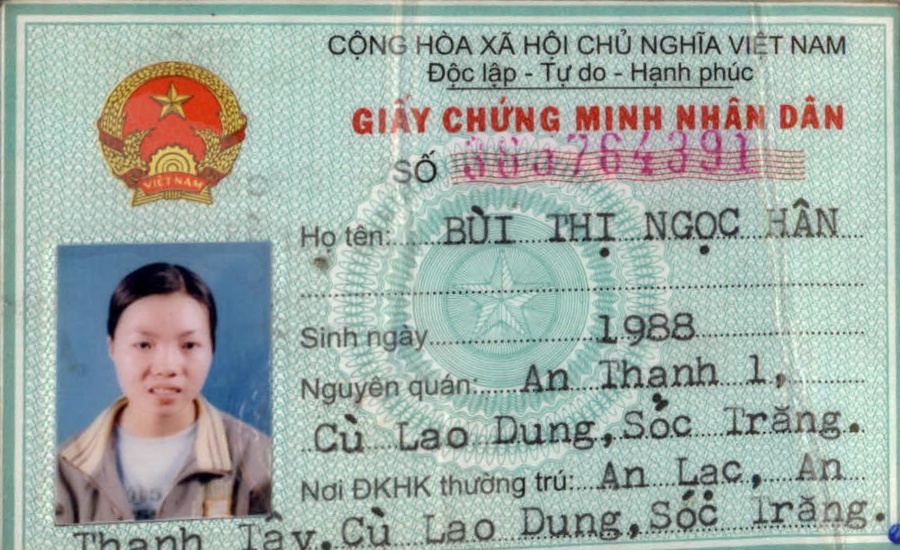 CỘNG HÒA XÃ HỘI CHỦ NGHĨA VIỆT NAM
Độc lập - Tự do - Hạnh phúc
GIẤY CHỨNG MINH NHÂN DÂN
VIỆT NAM
SỐ 365764391
Họ tên: BÙI THỊ NGỌC HÂN
Sinh ngày 1988
Nguyên quán: An Thạnh 1,
Cù Lao Dung, Sóc Trăng.
Nơi ĐKHK thường trú: An Lạc, An
Thạnh Tây, Cù Lao Dung, Sóc Trăng.